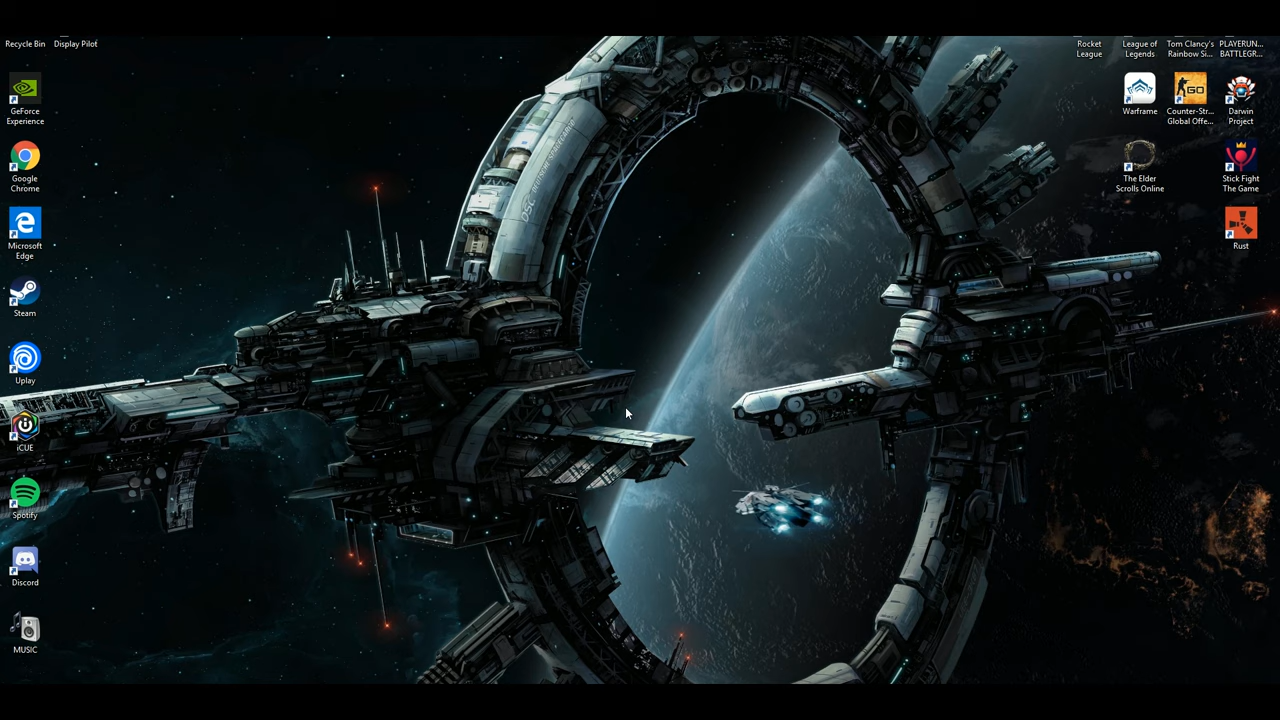 Recycle Bin
Display Pilot
GeForce
Experience
Google
Chrome
Microsoft
Edge
Steam
Uplay
iCUE
Spotify
Discord
MUSIC
Rocket
League
League of
Legends
Tom Clancy's
Rainbow Si...
PLAYERUN...
BATTLEGR...
Warframe
GO
Counter-Str...
Global Offe...
Darwin
Project
The Elder
Scrolls Online
Stick Fight
The Game
Rust
DSC